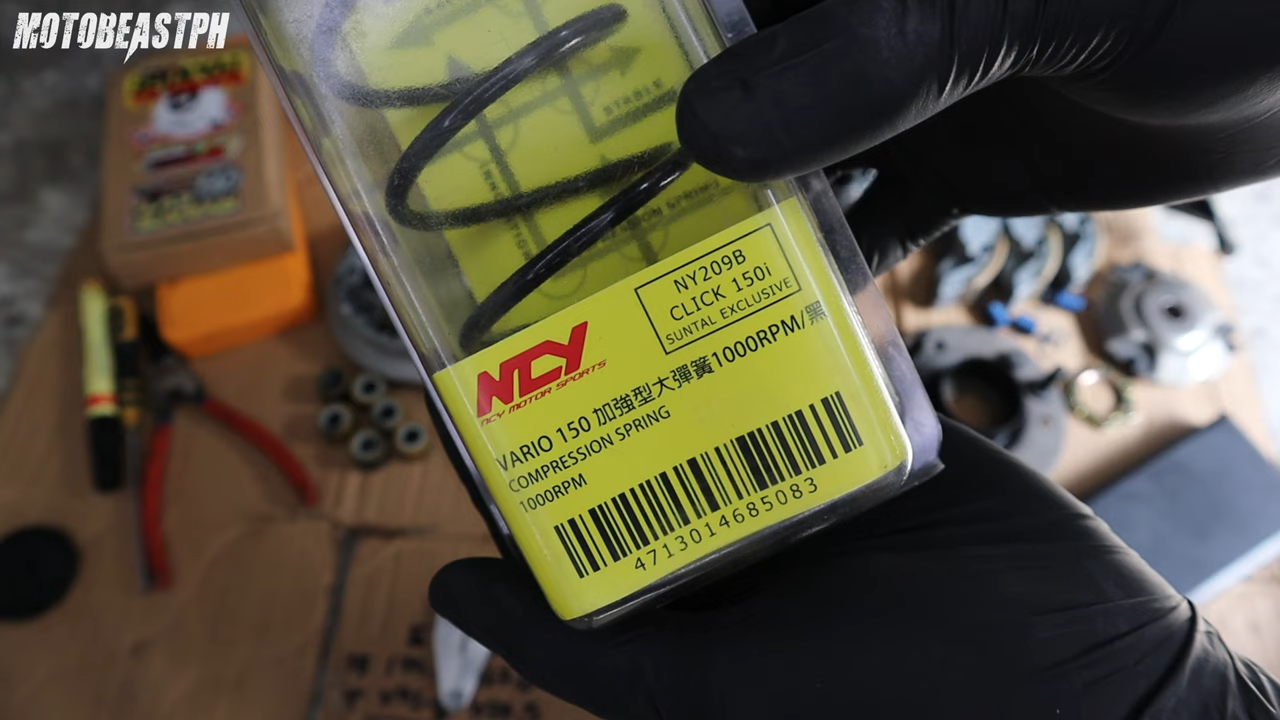 MOTOBEASTPH
STABLE
NY209B
CLICK 150i
SUNTAL EXCLUSIVE
NCY
NCY MOTOR SPORTS
VARIO 150 加強型大彈簧1000RPM/黑
COMPRESSION SPRING
1000RPM
4713014685083